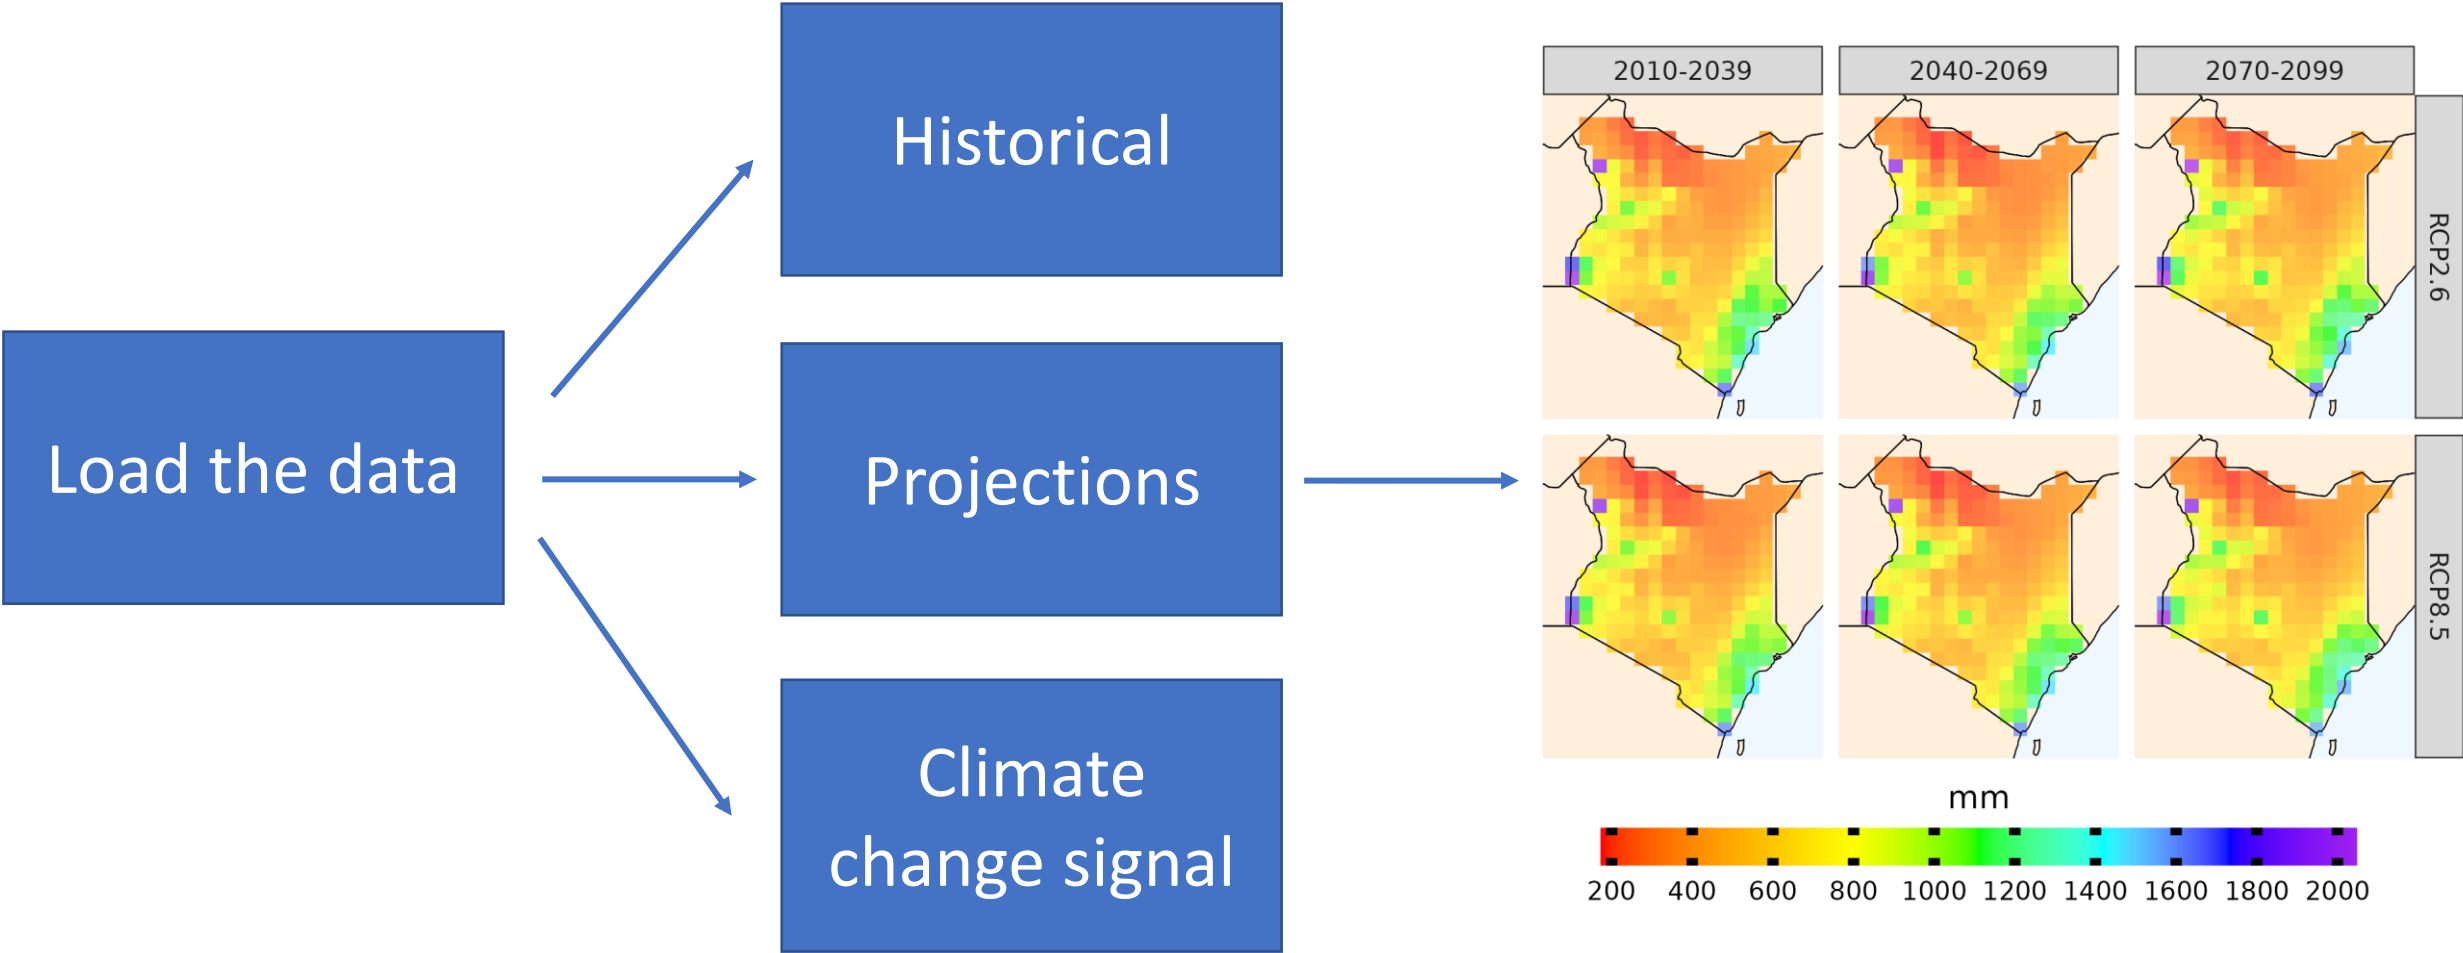 Load the data
Historical
Projections
Climate
change signal
2010-2039
2040-2069
2070-2099
RCP2.6
RCP8.5
mm
200 400 600 800 1000 1200 1400 1600 1800 2000